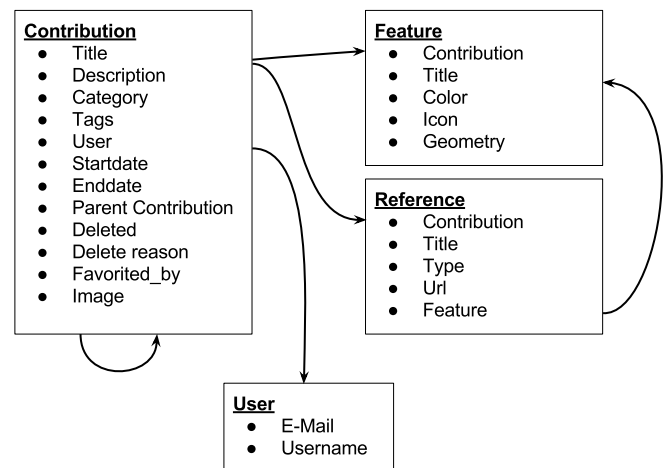 Contribution
● Title
● Description
● Category
● Tags
● User
● Startdate
● Enddate
● Parent Contribution
● Deleted
● Delete reason
● Favorited_by
● Image
Feature
● Contribution
● Title
● Color
● Icon
● Geometry
Reference
● Contribution
● Title
● Type
● Url
● Feature
User
● E-Mail
● Username